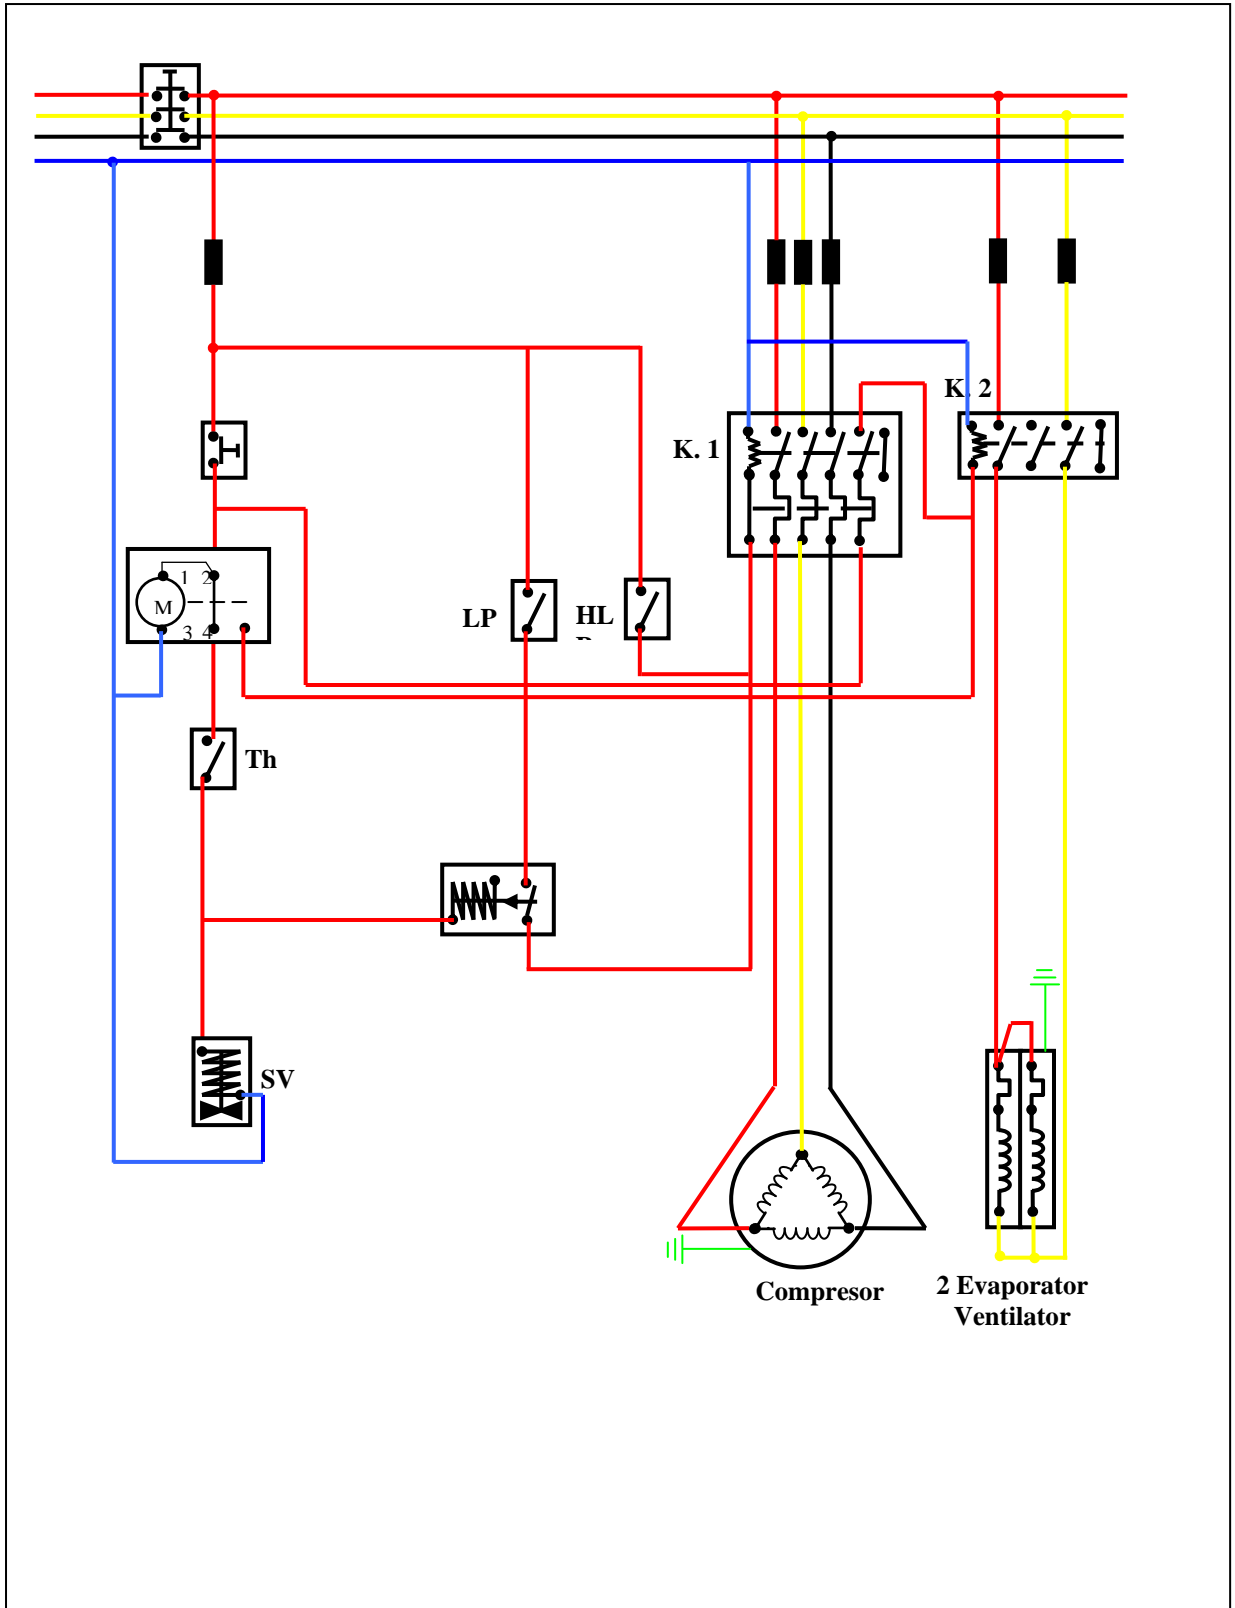 K. 2
K. 1
1 2
M
3 4
LP
HL
Th
SV
Compresor
2 Evaporator
Ventilator